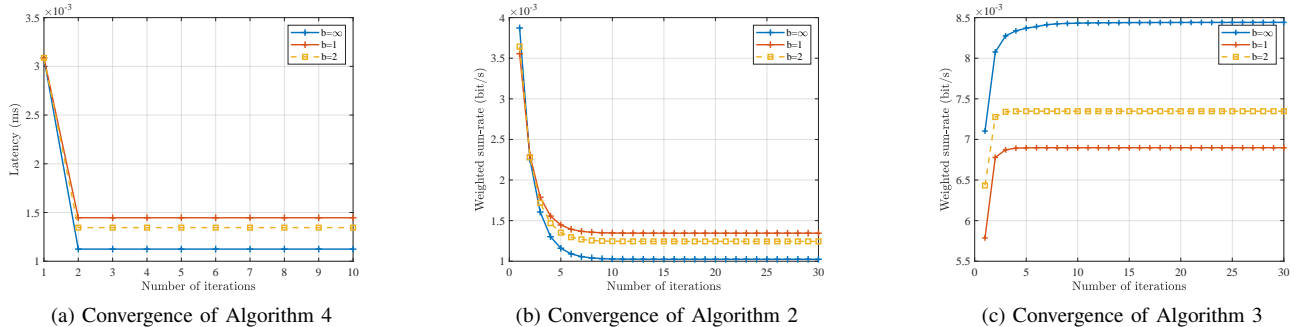 ×10⁻³
3.5
3
2.5
2
1.5
1
Latency (ms)
b=∞
b=1
b=2
1 2 3 4 5 6 7 8 9 10
Number of iterations
(a) Convergence of Algorithm 4
×10⁻³
4
3.5
3
2.5
2
1.5
1
Weighted sum-rate (bit/s)
b=∞
b=1
b=2
0 5 10 15 20 25 30
Number of iterations
(b) Convergence of Algorithm 2
×10⁻³
8.5
8
7.5
7
6.5
6
5.5
Weighted sum-rate (bit/s)
b=∞
b=1
b=2
0 5 10 15 20 25 30
Number of iterations
(c) Convergence of Algorithm 3